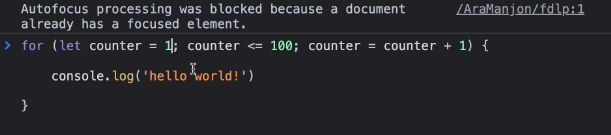 Autofocus processing was blocked because a document /AraManjon/fdlp:1
already has a focused element.
for (let counter = 1; counter <= 100; counter = counter + 1) {
console.log('hello world!')
}